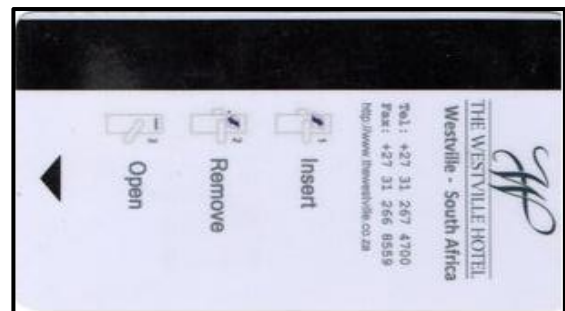 THE WESTVILLE HOTEL
Westville - South Africa
Tel: +27 31 267 4700
Fax: +27 31 266 8559
http://www.thewestville.co.za
1
Insert
2
Remove
3
Open